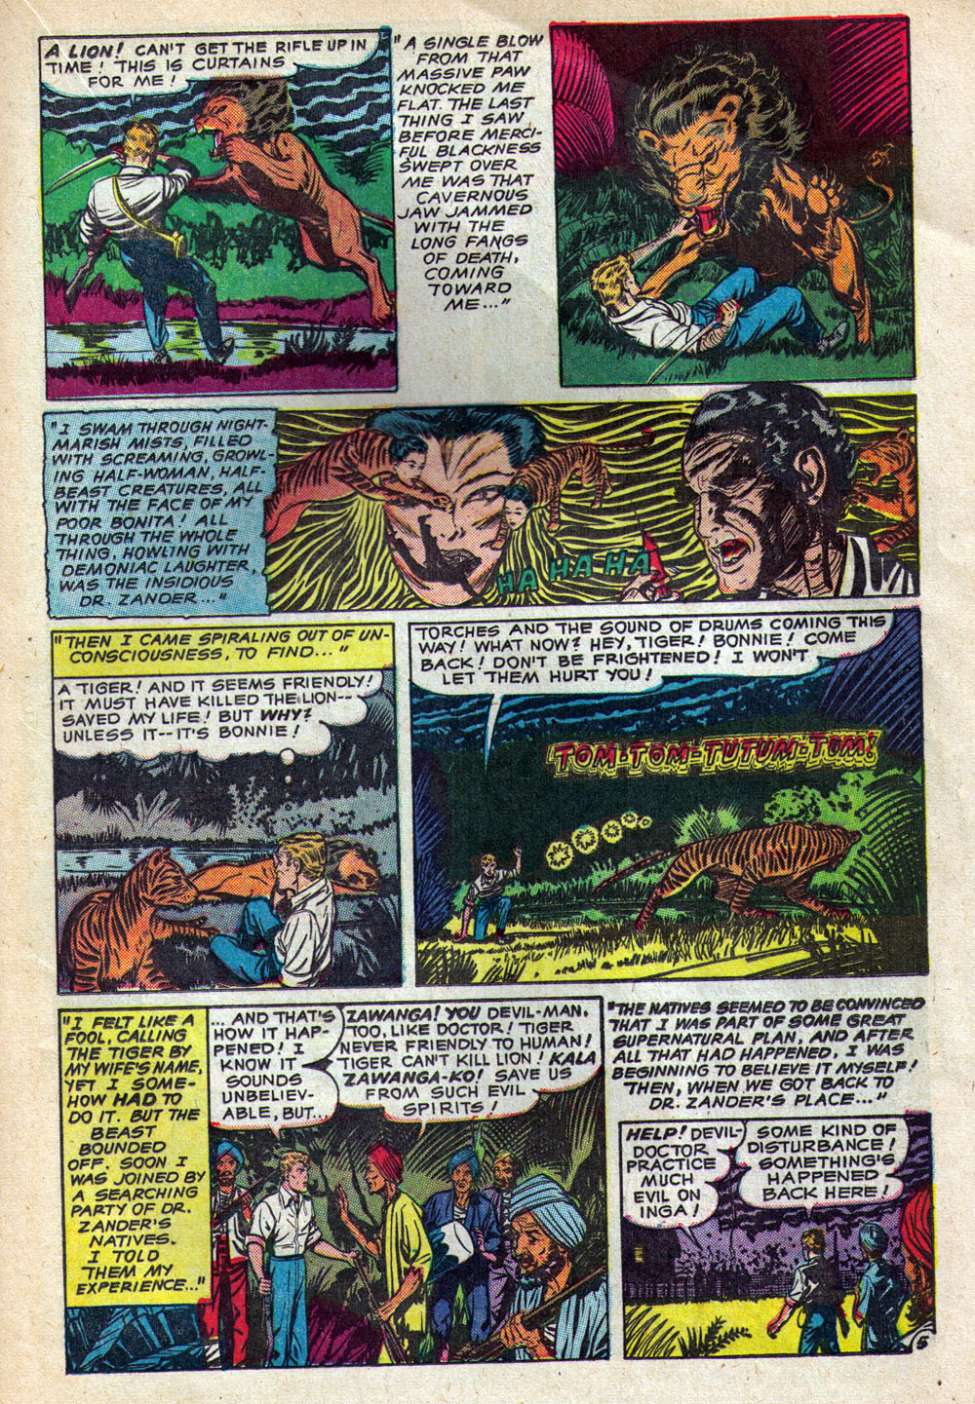 A LION! CAN'T GET THE RIFLE UP IN
TIME! THIS IS CURTAINS
FOR ME!
"A SINGLE BLOW
FROM THAT
MASSIVE PAW
KNOCKED ME
FLAT. THE LAST
THING I SAW
BEFORE MERCI-
FUL BLACKNESS
SWEPT OVER
ME WAS THAT
CAVERNOUS
JAW JAMMED
WITH THE
LONG FANGS
OF DEATH,
COMING
TOWARD
ME..."
"I SWAM THROUGH NIGHT-
MARISH MISTS, FILLED
WITH SCREAMING, GROWL-
ING HALF-WOMAN, HALF-
BEAST CREATURES, ALL
WITH THE FACE OF MY
POOR BONITA! ALL
THROUGH THE WHOLE
THING, HOWLING WITH
DEMONIAC LAUGHTER,
WAS THE INSIDIOUS
DR. ZANDER..."
HA HA HA
"THEN I CAME SPIRALING OUT OF UN-
CONSCIOUSNESS, TO FIND..."
A TIGER! AND IT SEEMS FRIENDLY!
IT MUST HAVE KILLED THE LION--
SAVED MY LIFE! BUT WHY?
UNLESS IT--IT'S BONNIE!
TORCHES AND THE SOUND OF DRUMS COMING THIS
WAY! WHAT NOW? HEY, TIGER! BONNIE! COME
BACK! DON'T BE FRIGHTENED! I WON'T
LET THEM HURT YOU!
TOM-TOM-TUTUM-TUM!
"I FELT LIKE A
FOOL, CALLING
THE TIGER BY
MY WIFE'S NAME,
YET I SOME-
HOW HAD TO
DO IT. BUT THE
BEAST
BOUNDED
OFF. SOON I
WAS JOINED BY
A SEARCHING
PARTY OF DR.
ZANDER'S
NATIVES.
I TOLD
THEM MY
EXPERIENCE..."
...AND THAT'S
HOW IT HAP-
PENED! I
KNOW IT
SOUNDS
UNBELIEV-
ABLE, BUT...
ZAWANGA! YOU DEVIL-MAN,
TOO, LIKE DOCTOR! TIGER
NEVER FRIENDLY TO HUMAN!
TIGER CAN'T KILL LION! KALA
ZAWANGA-KO! SAVE US
FROM SUCH EVIL
SPIRITS!
"THE NATIVES SEEMED TO BE CONVINCED
THAT I WAS PART OF SOME GREAT
SUPERNATURAL PLAN, AND AFTER
ALL THAT HAD HAPPENED, I WAS
BEGINNING TO BELIEVE IT MYSELF!
THEN, WHEN WE GOT BACK TO
DR. ZANDER'S PLACE..."
HELP! DEVIL-
DOCTOR
PRACTICE
MUCH
EVIL ON
INGA!
SOME KIND OF
DISTURBANCE!
SOMETHING'S
HAPPENED
BACK HERE!
5